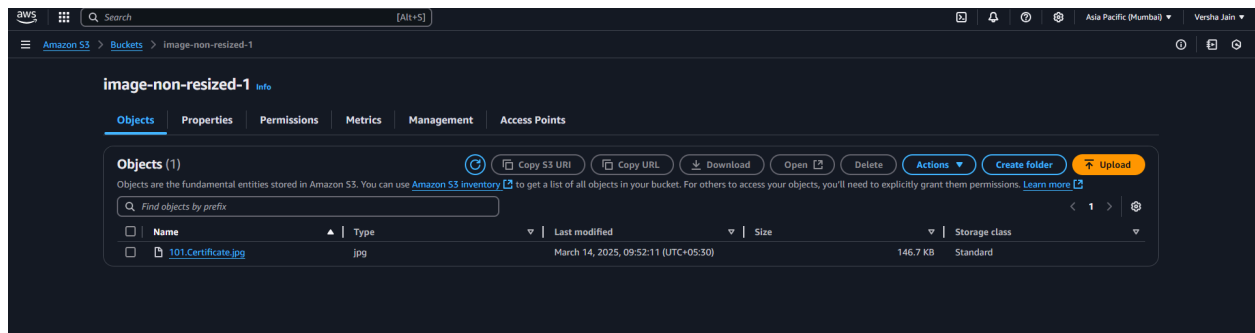 aws Search [Alt+S] Asia Pacific (Mumbai) Versha Jain
Amazon S3 > Buckets > image-non-resized-1
image-non-resized-1 Info
Objects Properties Permissions Metrics Management Access Points
Objects (1) Copy S3 URI Copy URL Download Open Delete Actions Create folder Upload
Objects are the fundamental entities stored in Amazon S3. You can use Amazon S3 inventory to get a list of all objects in your bucket. For others to access your objects, you'll need to explicitly grant them permissions. Learn more
Find objects by prefix < 1 >
Name Type Last modified Size Storage class
101.Certificate.jpg jpg March 14, 2025, 09:52:11 (UTC+05:30) 146.7 KB Standard